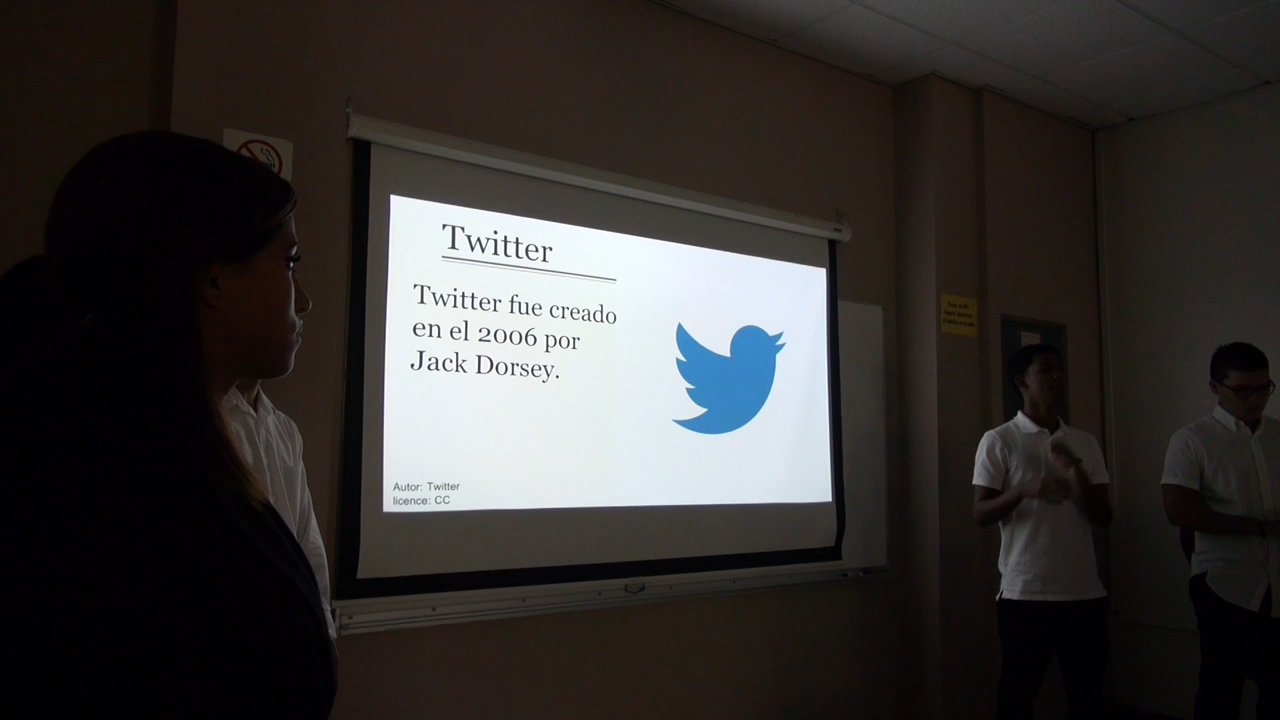 Twitter
Twitter fue creado
en el 2006 por
Jack Dorsey.
Autor: Twitter
licence: CC